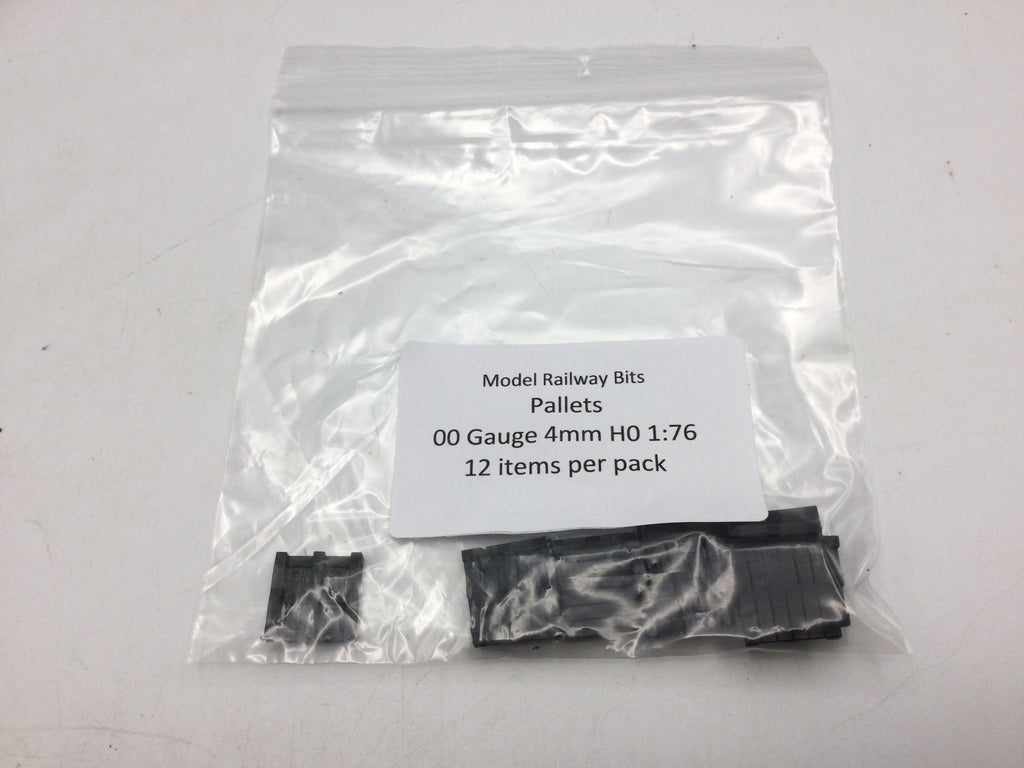 Model Railway Bits
Pallets
00 Gauge 4mm H0 1:76
12 items per pack